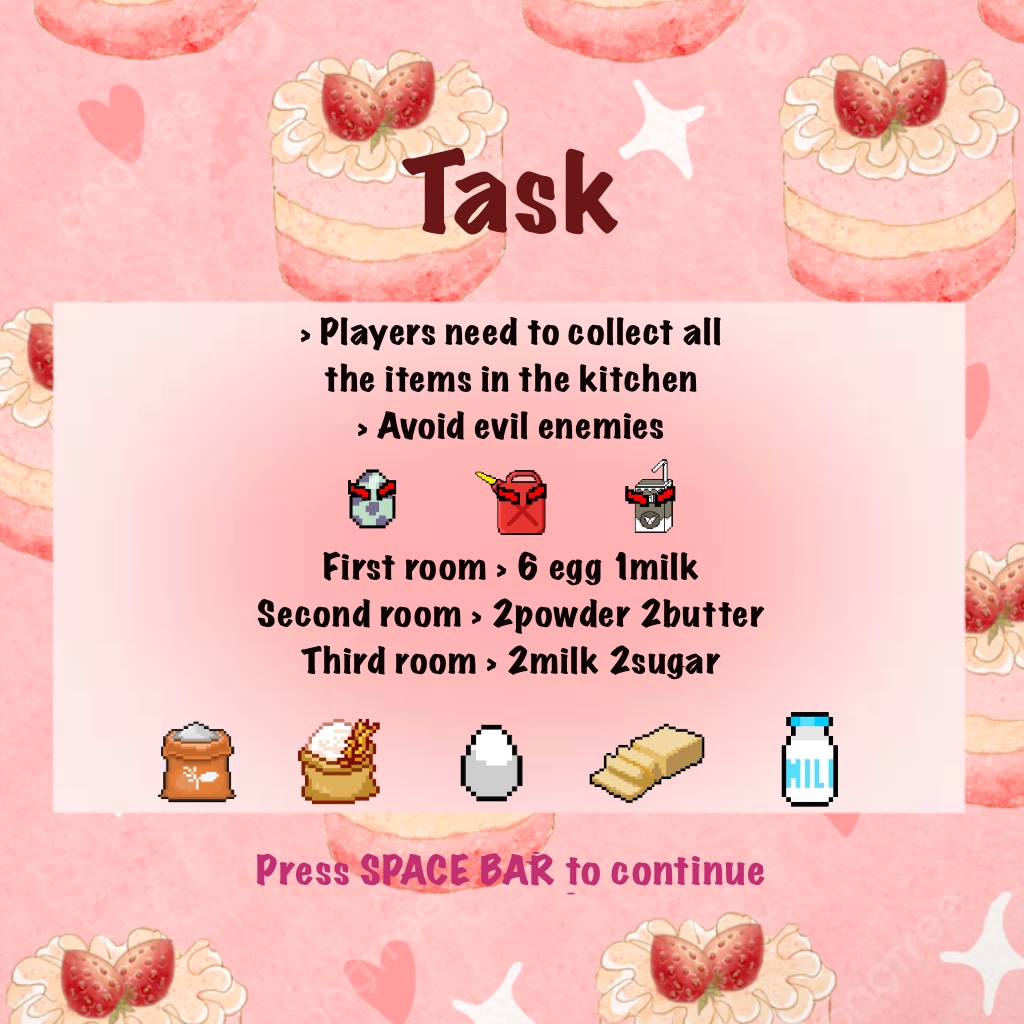 Task
> Players need to collect all
the items in the kitchen
> Avoid evil enemies
First room > 6 egg 1milk
Second room > 2powder 2butter
Third room > 2milk 2sugar
Press SPACE BAR to continue